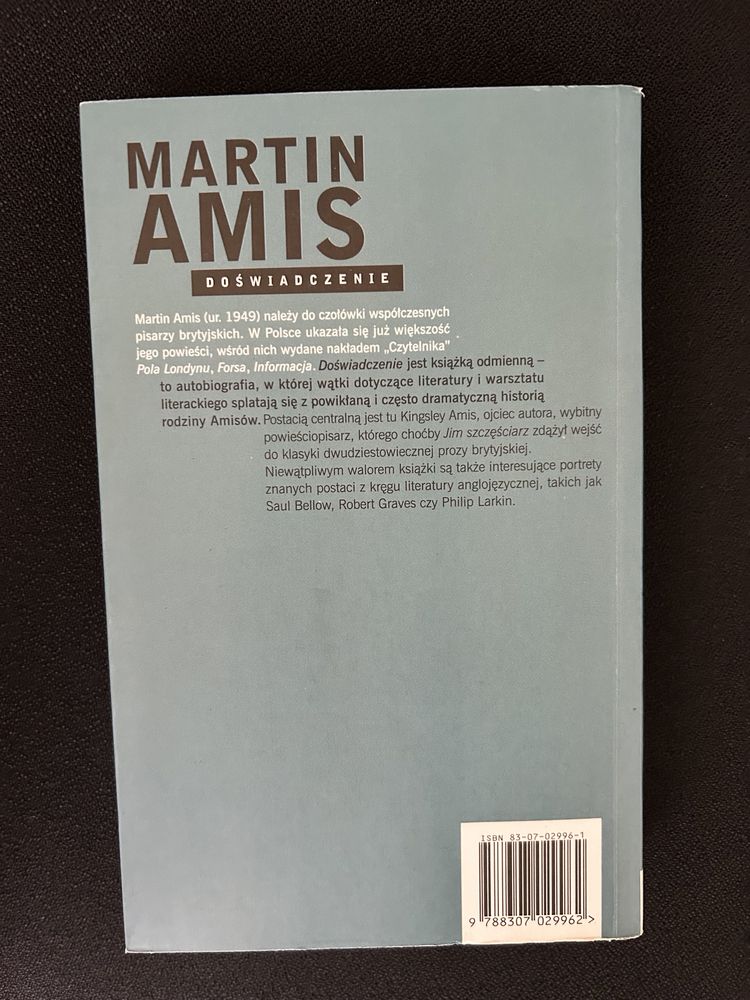 MARTIN
AMIS
DOŚWIADCZENIE
Martin Amis (ur. 1949) należy do czołówki współczesnych
pisarzy brytyjskich. W Polsce ukazała się już większość
jego powieści, wśród nich wydane nakładem „Czytelnika”
Pola Londynu, Forsa, Informacja. Doświadczenie jest książką odmienną –
to autobiografia, w której wątki dotyczące literatury i warsztatu
literackiego splatają się z powikłaną i często dramatyczną historią
rodziny Amisów. Postacią centralną jest tu Kingsley Amis, ojciec autora, wybitny
powieściopisarz, którego choćby Jim szczęściarz zdążył wejść
do klasyki dwudziestowiecznej prozy brytyjskiej.
Niewątpliwym walorem książki są także interesujące portrety
znanych postaci z kręgu literatury anglojęzycznej, takich jak
Saul Bellow, Robert Graves czy Philip Larkin.
ISBN 83-07-02996-1
9 788307 029962 >